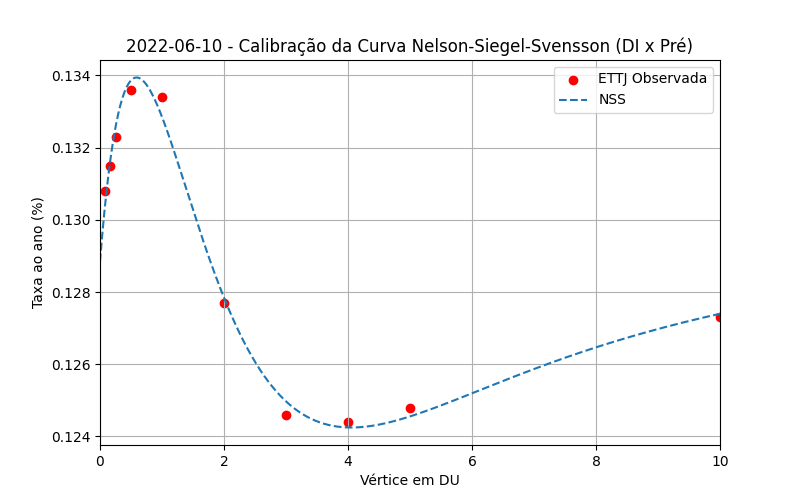 2022-06-10 - Calibração da Curva Nelson-Siegel-Svensson (DI x Pré)
ETTJ Observada
NSS
Taxa ao ano (%)
0.134
0.132
0.130
0.128
0.126
0.124
0 2 4 6 8 10
Vértice em DU